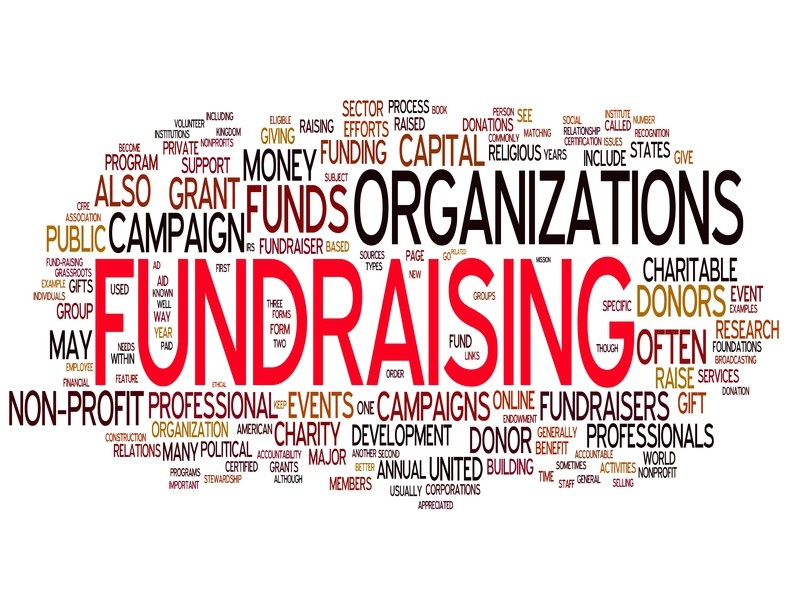 SECTOR PROCESS BOOK
PERSON SEE
INSTITUTE
INCLUDING
VOLUNTEER
ELIGIBLE
RAISING EFFORTS RAISED
DONATIONS
SOCIAL CALLED NUMBER
INSTITUTIONS KINGDOM
GIVING
COMMONLY MATCHING
RELATIONSHIP RECOGNITION
BECOME PRIVATE NONPROFITS
CERTIFICATION ISSUES
PROGRAM SUPPORT MONEY FUNDING CAPITAL RELIGIOUS YEARS INCLUDE STATES GIVE
SUBJECT
ALSO GRANT FUNDS ORGANIZATIONS
CFRE
ASSOCIATION
PUBLIC CAMPAIGN IRS FUNDRAISER BASED
SOURCES PAGE GO RELATED
TYPES NEW
MISSION
FUND-RAISING
GRASSROOTS
AD FIRST
CHARITABLE
EXAMPLE GIFTS USED AID
INDIVIDUALS
KNOWN
WELL
GROUPS
DONORS EVENT
EXAMPLES
GROUP WAY
THREE
FORMS
SPECIFIC
FUNDRAISING
YEAR FORM
RESEARCH
MAY PAID TWO
FUND
LINKS
OFTEN FOUNDATIONS
NEEDS
WITHIN
THOUGH
BROADCASTING
EMPLOYEE
FINANCIAL FEATURE
ETHICAL
ORDER
RAISE SERVICES
DONATION
NON-PROFIT PROFESSIONAL KEEP EVENTS ONE CAMPAIGNS ONLINE FUNDRAISERS GIFT
ENDOWMENT
CONSTRUCTION ORGANIZATION AMERICAN CHARITY DEVELOPMENT DONOR GENERALLY PROFESSIONALS
RELATIONS MANY POLITICAL ACCOUNTABILITY MAJOR ANOTHER SECOND BENEFIT ACCOUNTABLE WORLD
PROGRAMS CERTIFIED GRANTS BETTER ANNUAL UNITED BUILDING SOMETIMES ACTIVITIES NONPROFIT
IMPORTANT STEWARDSHIP ALTHOUGH MEMBERS TIME STAFF GENERAL SELLING
USUALLY CORPORATIONS
APPRECIATED